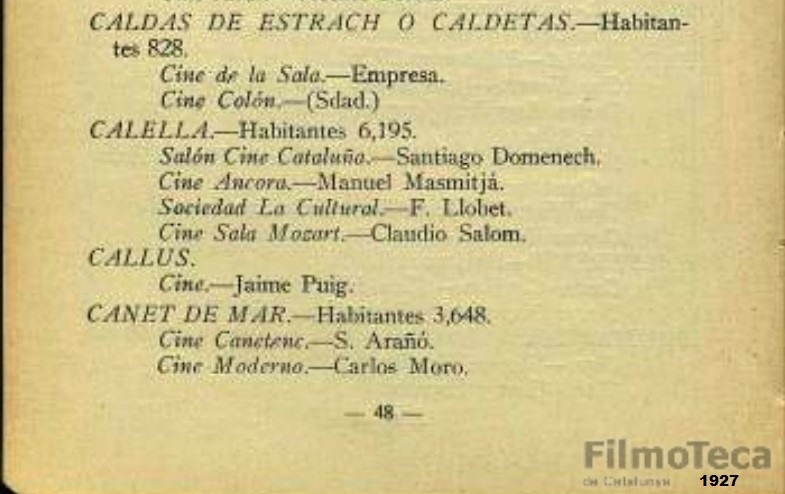 CALDAS DE ESTRACH O CALDETAS.—Habitan-
tes 828.
Cine de la Sala.—Empresa.
Cine Colón.—(Sdad.)
CALELLA.—Habitantes 6,195.
Salón Cine Cataluña.—Santiago Domenech.
Cine Ancora.—Manuel Masmitjá.
Sociedad La Cultural.—F. Llobet.
Cine Sala Mozart.—Claudio Salom.
CALLUS.
Cine.—Jaime Puig.
CANET DE MAR.—Habitantes 3,648.
Cine Canetenc.—S. Arañó.
Cine Moderno.—Carlos Moro.
— 48 —
FilmoTeca
de Catalunya 1927